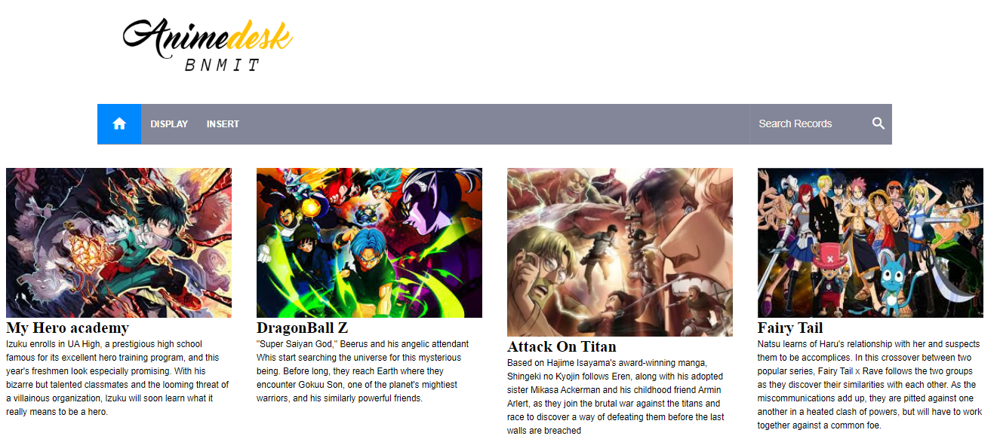 Animedesk
BNMIT
DISPLAY INSERT Search Records
My Hero academy
Izuku enrolls in UA High, a prestigious high school
famous for its excellent hero training program, and this
year's freshmen look especially promising. With his
bizarre but talented classmates and the looming threat of
a villainous organization, Izuku will soon learn what it
really means to be a hero.
DragonBall Z
"Super Saiyan God," Beerus and his angelic attendant
Whis start searching the universe for this mysterious
being. Before long, they reach Earth where they
encounter Gokuu Son, one of the planet's mightiest
warriors, and his similarly powerful friends.
Attack On Titan
Based on Hajime Isayama's award-winning manga,
Shingeki no Kyojin follows Eren, along with his adopted
sister Mikasa Ackerman and his childhood friend Armin
Arlert, as they join the brutal war against the titans and
race to discover a way of defeating them before the last
walls are breached
Fairy Tail
Natsu learns of Haru's relationship with her and suspects
them to be accomplices. In this crossover between two
popular series, Fairy Tail x Rave follows the two groups
as they discover their similarities with each other. As the
miscommunications add up, they are pitted against one
another in a heated clash of powers, but will have to work
together against a common foe.